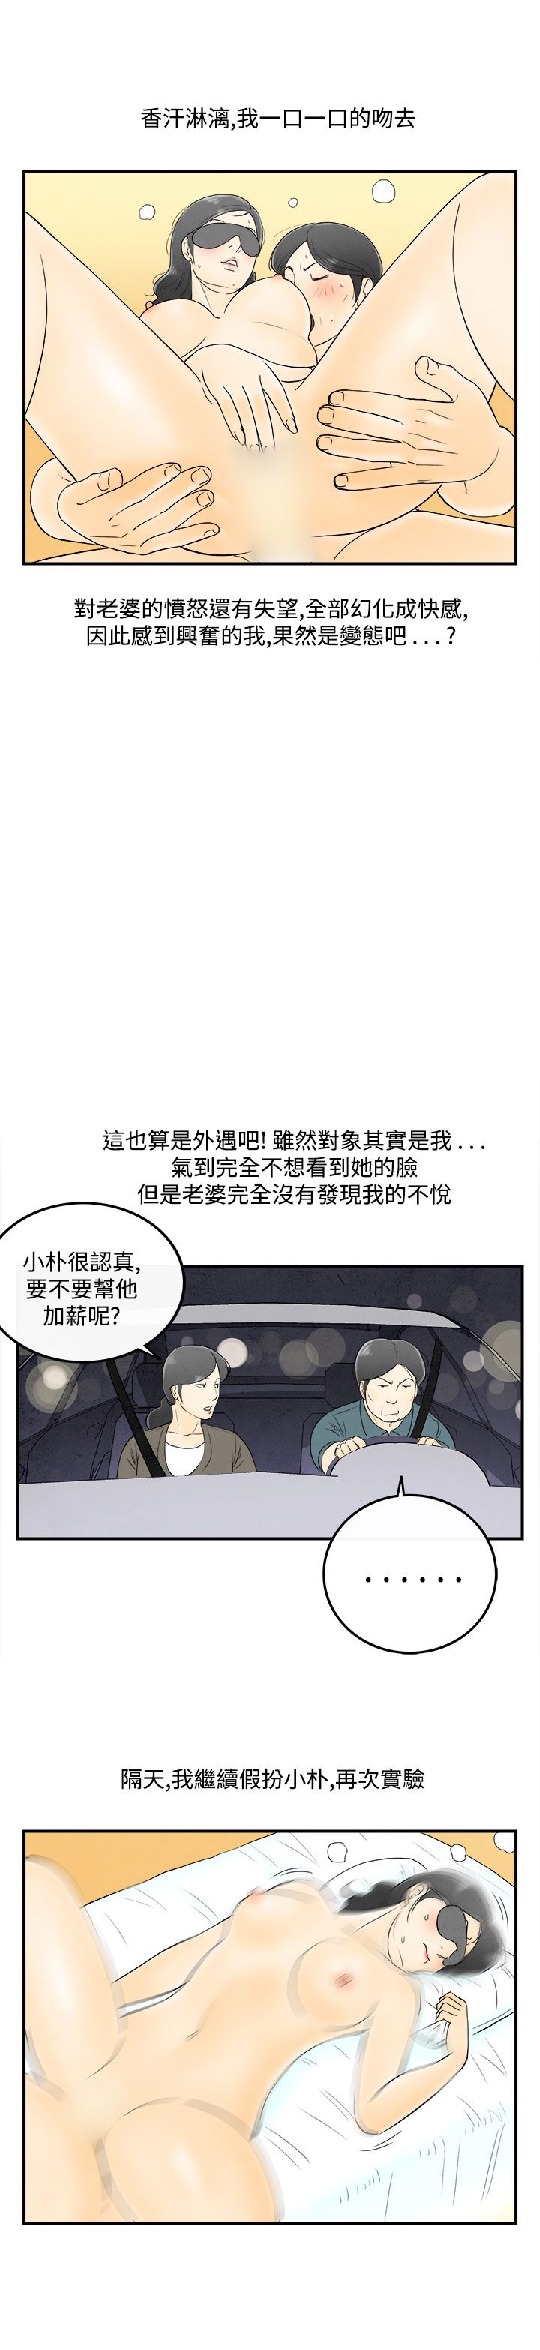 香汗淋漓,我一口一口的吻去
對老婆的憤怒還有失望,全部幻化成快感,
因此感到興奮的我,果然是變態吧...?
這也算是外遇吧!雖然對象其實是我...
氣到完全不想看到她的臉
但是老婆完全沒有發現我的不悅
小朴很認真,
要不要幫他
加薪呢?
......
隔天,我繼續假扮小朴,再次實驗